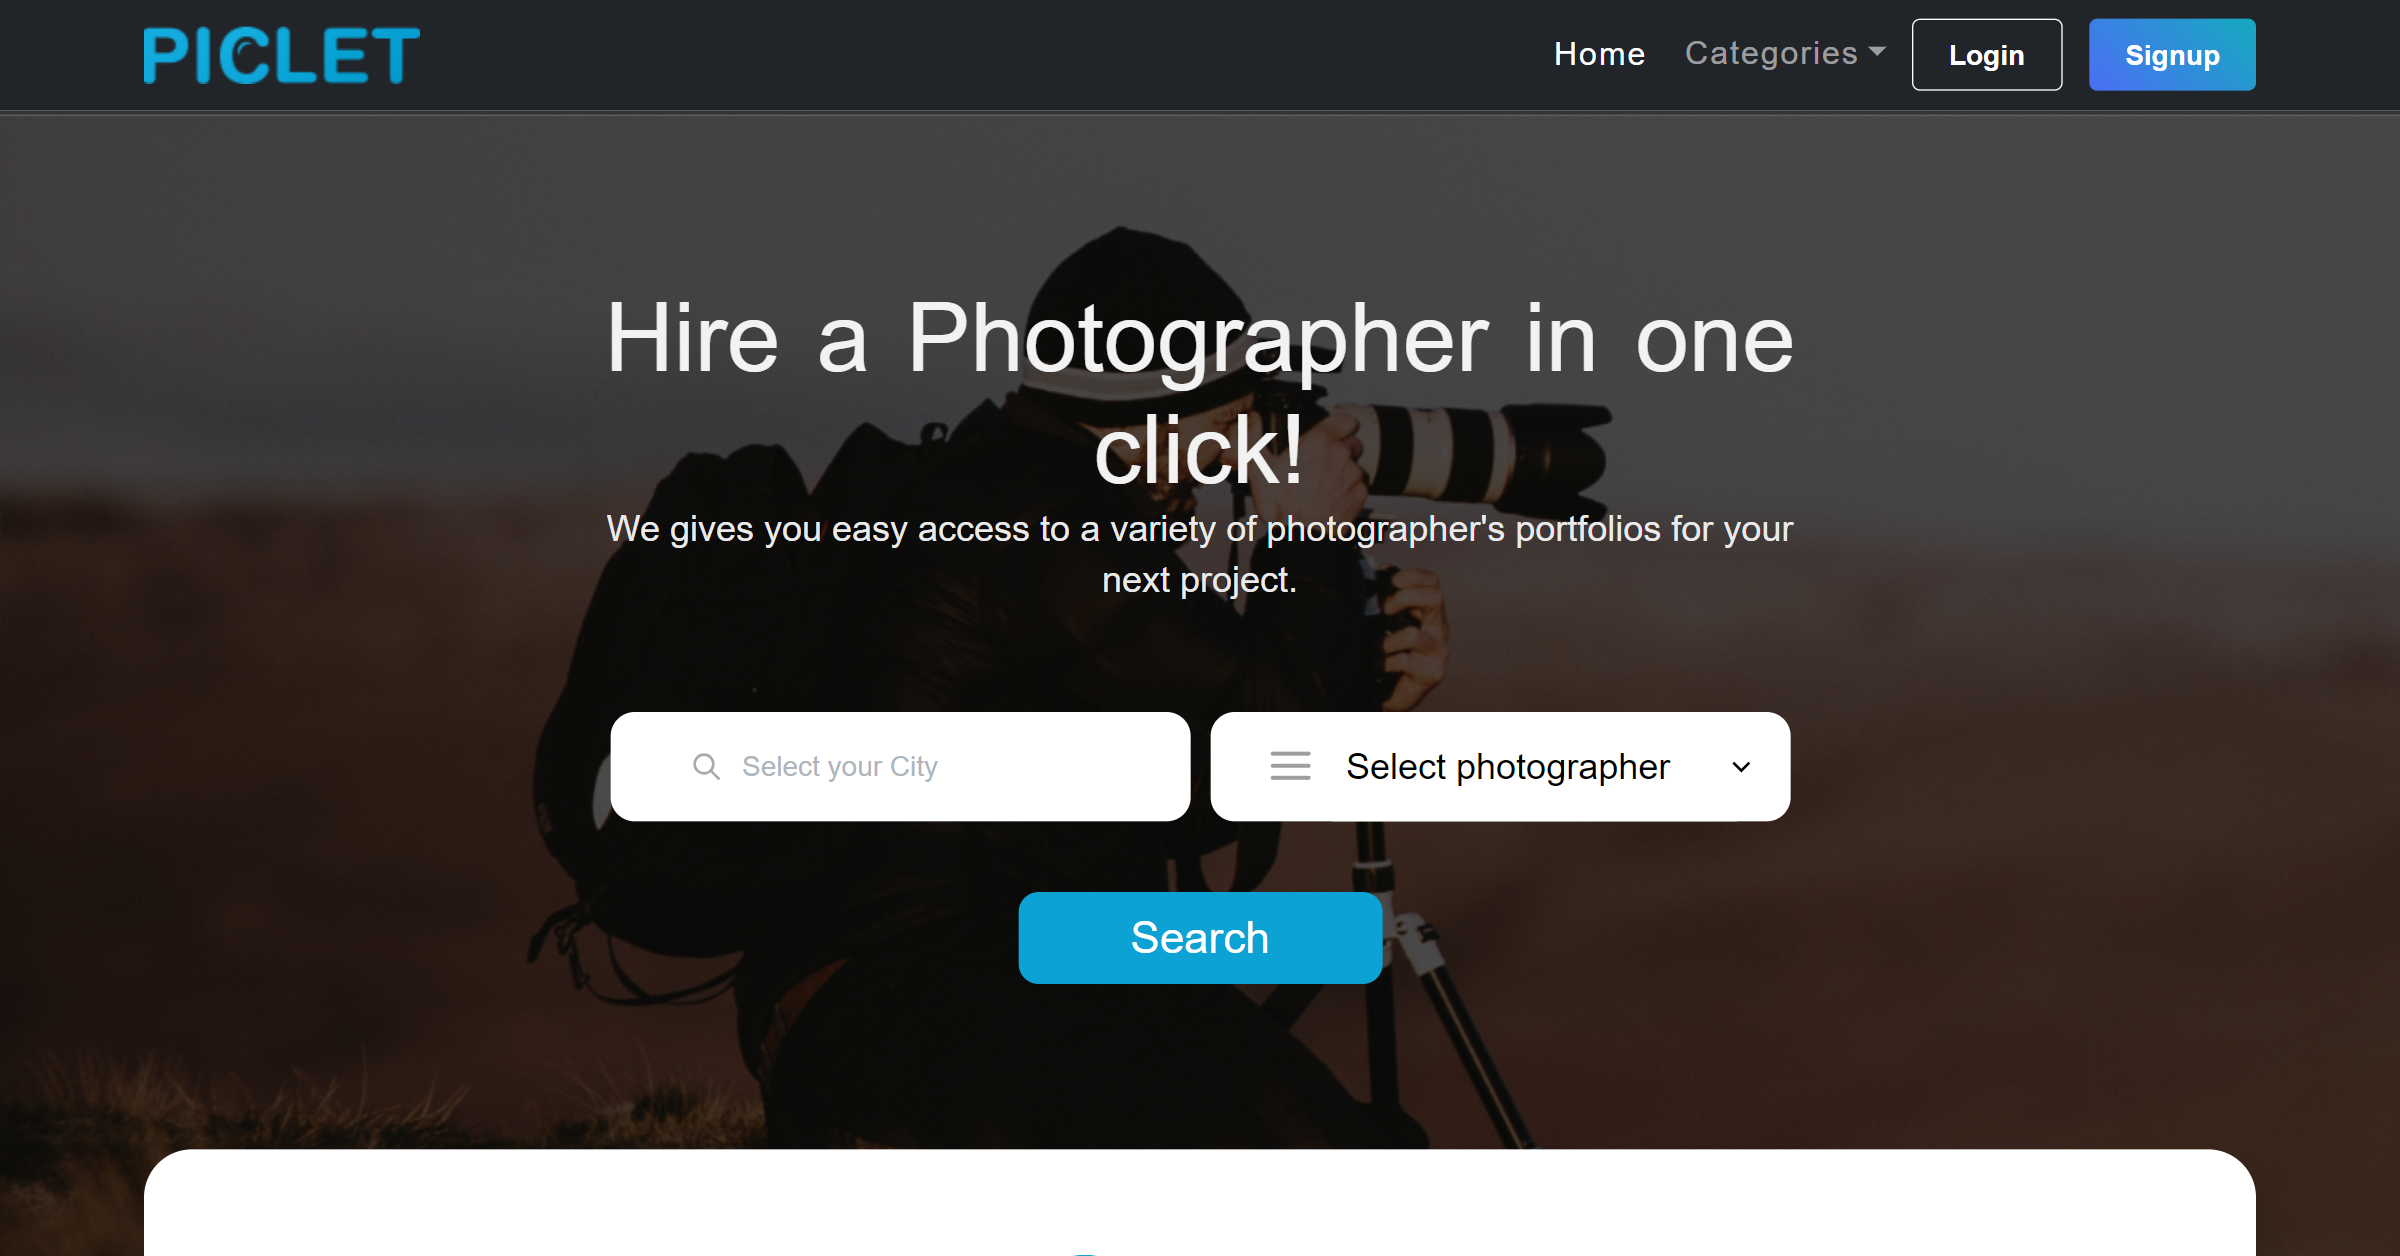 PICLET
Home
Categories
Login
Signup
Hire a Photographer in one
click!
We gives you easy access to a variety of photographer's portfolios for your
next project.
Select your City
Select photographer
Search